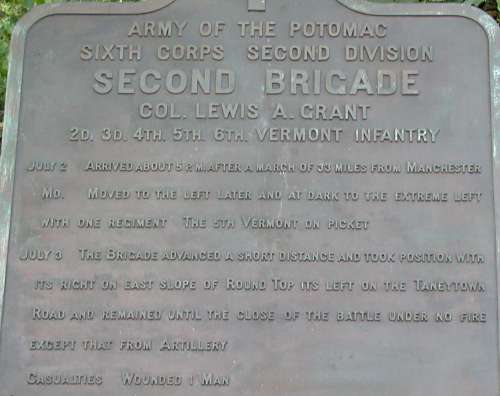 ARMY OF THE POTOMAC
SIXTH CORPS SECOND DIVISION
SECOND BRIGADE
COL. LEWIS A. GRANT
2D. 3D. 4TH. 5TH. 6TH. VERMONT INFANTRY
JULY 2 ARRIVED ABOUT 5 P.M. AFTER A MARCH OF 33 MILES FROM MANCHESTER
MD. MOVED TO THE LEFT LATER AND AT DARK TO THE EXTREME LEFT
WITH ONE REGIMENT THE 5TH VERMONT ON PICKET
JULY 3 THE BRIGADE ADVANCED A SHORT DISTANCE AND TOOK POSITION WITH
ITS RIGHT ON EAST SLOPE OF ROUND TOP ITS LEFT ON THE TANEYTOWN
ROAD AND REMAINED UNTIL THE CLOSE OF THE BATTLE UNDER NO FIRE
EXCEPT THAT FROM ARTILLERY
CASUALTIES WOUNDED 1 MAN